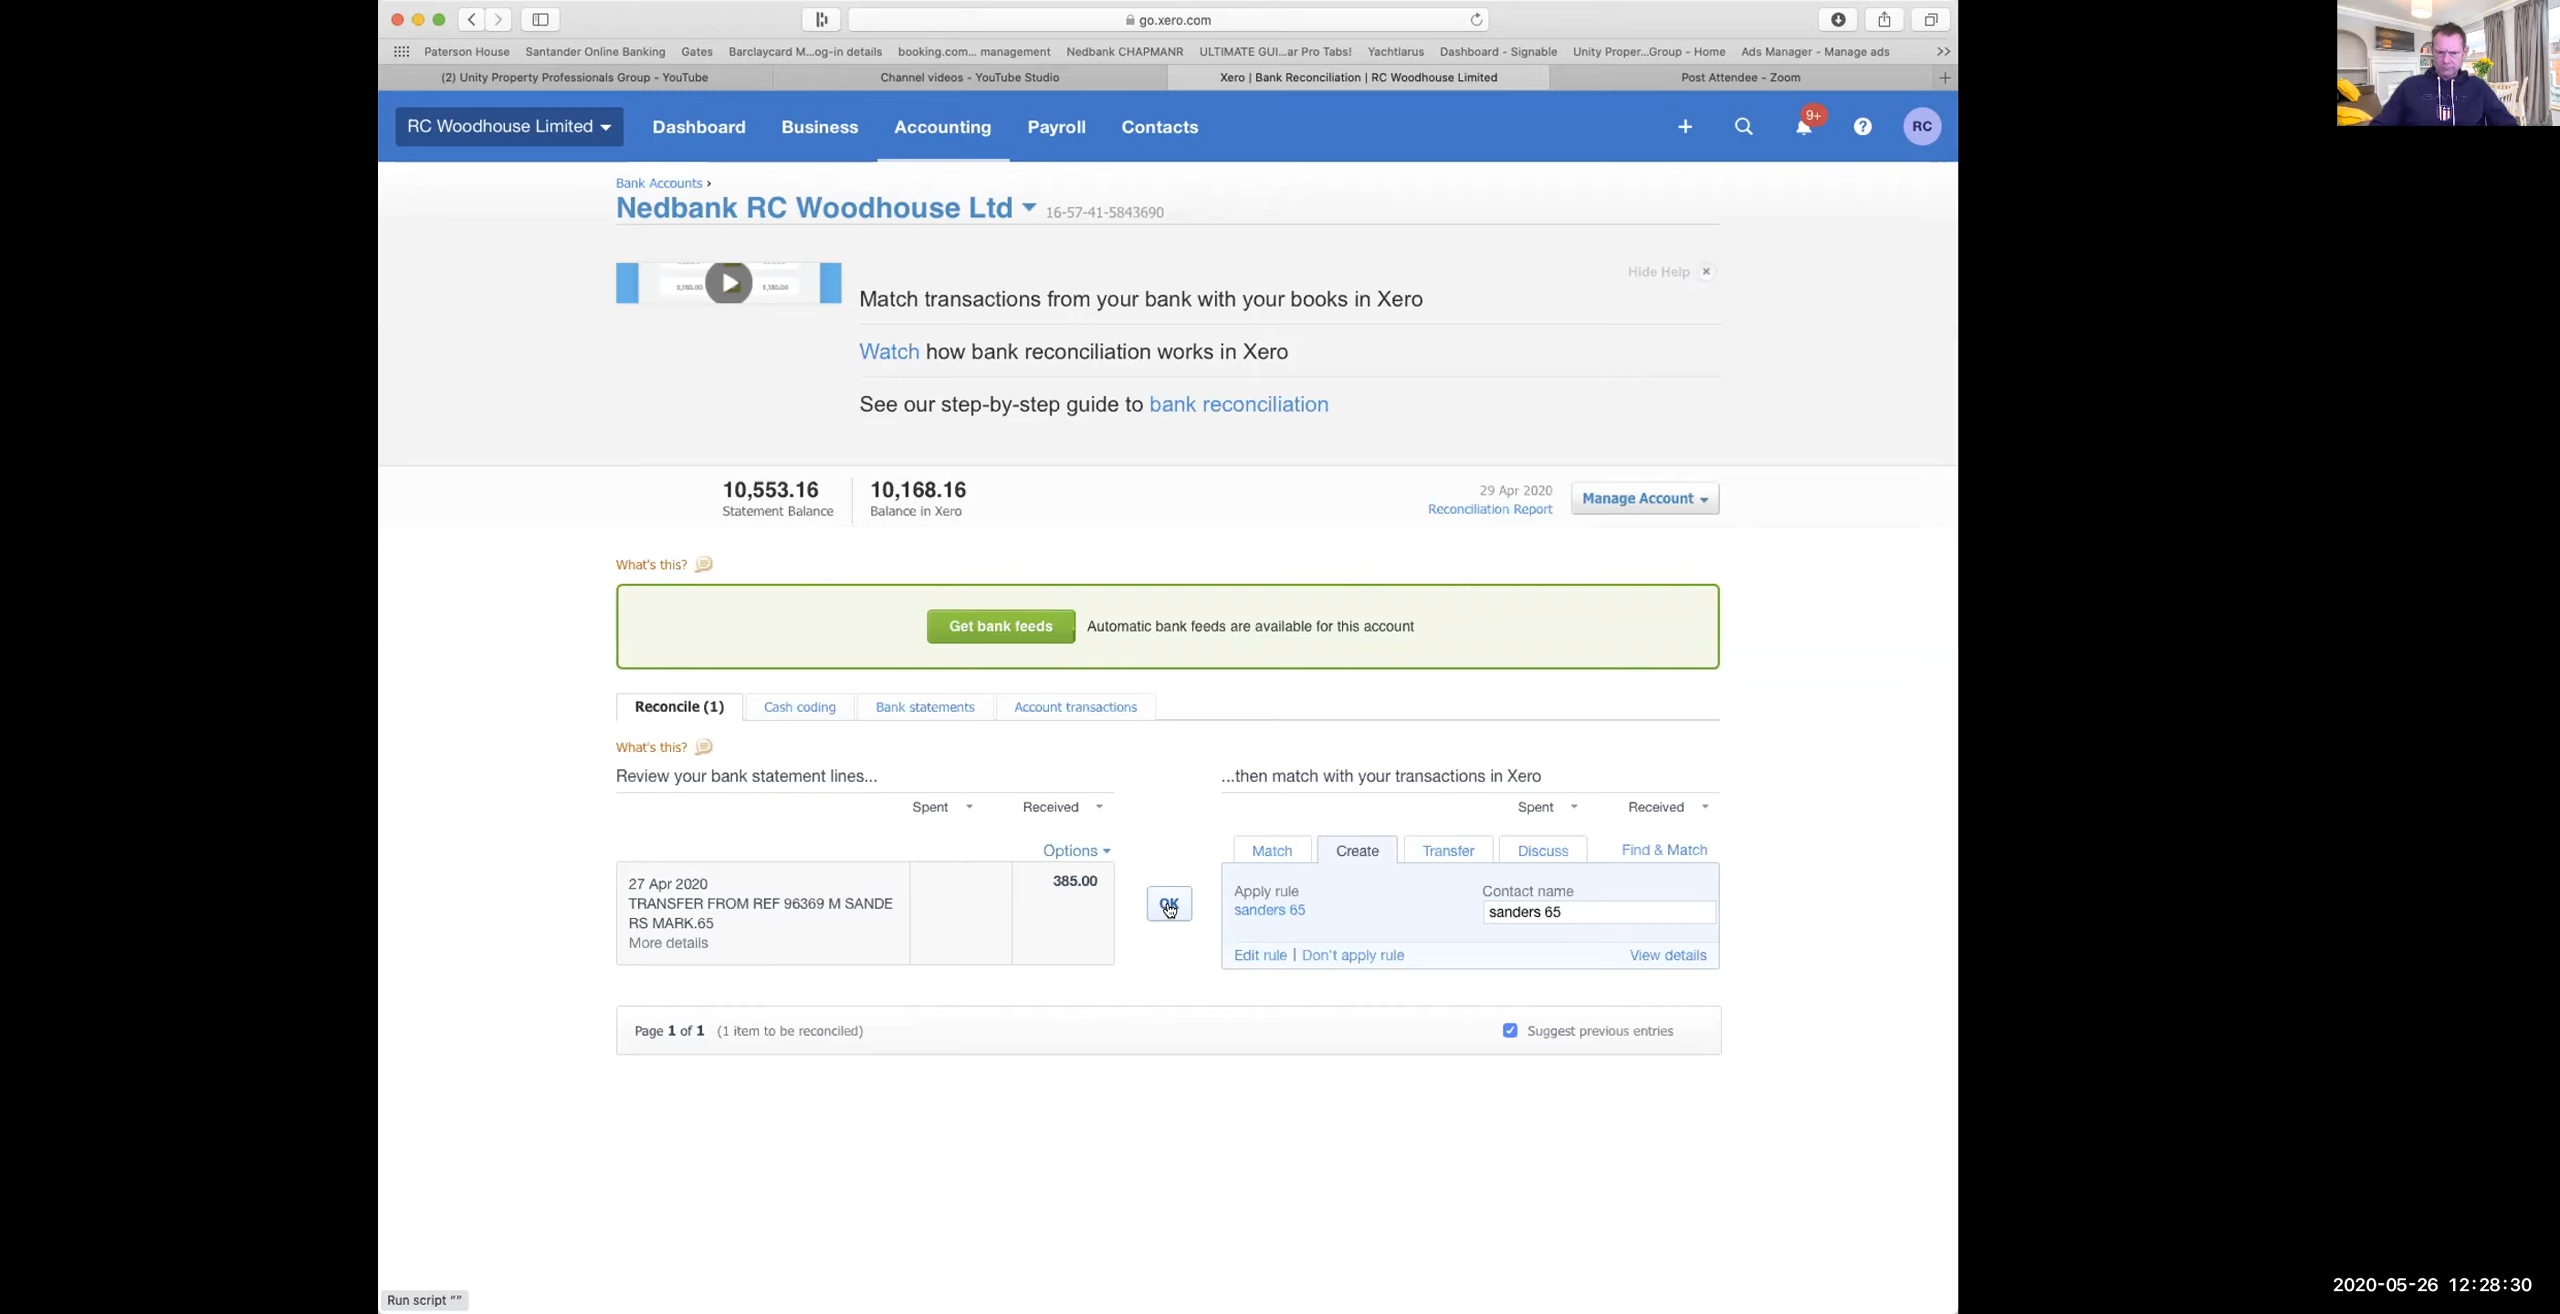 go.xero.com
Paterson House Santander Online Banking Gates Barclaycard M...og-in details booking.com... management Nedbank CHAPMANR ULTIMATE GUI...ar Pro Tabs! Yachtlarus Dashboard - Signable Unity Proper...Group - Home Ads Manager - Manage ads
(2) Unity Property Professionals Group - YouTube Channel videos - YouTube Studio Xero | Bank Reconciliation | RC Woodhouse Limited Post Attendee - Zoom
RC Woodhouse Limited Dashboard Business Accounting Payroll Contacts 9+ RC
Bank Accounts ›
Nedbank RC Woodhouse Ltd 16-57-41-5843690
Hide Help
Match transactions from your bank with your books in Xero
Watch how bank reconciliation works in Xero
See our step-by-step guide to bank reconciliation
10,553.16 10,168.16 29 Apr 2020 Manage Account
Statement Balance Balance in Xero Reconciliation Report
What's this?
Get bank feeds Automatic bank feeds are available for this account
Reconcile (1) Cash coding Bank statements Account transactions
What's this?
Review your bank statement lines... ...then match with your transactions in Xero
Spent Received Spent Received
Options Match Create Transfer Discuss Find & Match
27 Apr 2020 385.00 Apply rule Contact name
TRANSFER FROM REF 96369 M SANDE OK sanders 65 sanders 65
RS MARK.65
More details Edit rule | Don't apply rule View details
Page 1 of 1 (1 item to be reconciled) Suggest previous entries
Run script ""
2020-05-26 12:28:30